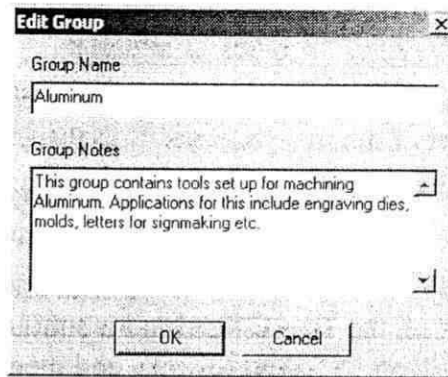 Edit Group
Group Name
Aluminum
Group Notes
This group contains tools set up for machining
Aluminum. Applications for this include engraving dies,
molds, letters for signmaking etc.
OK
Cancel